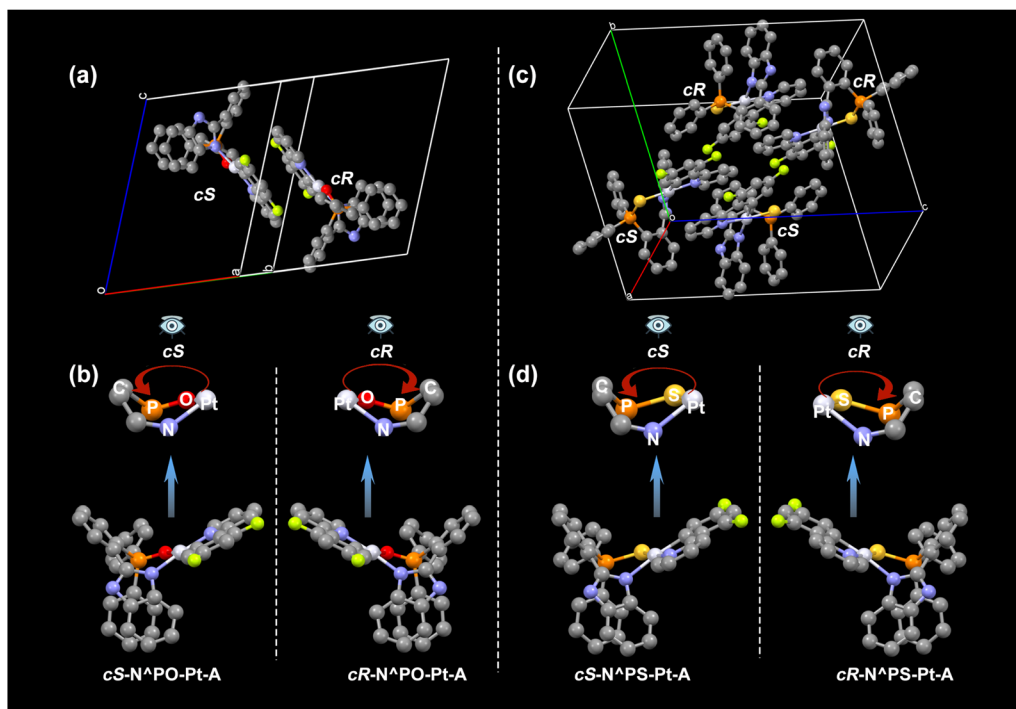 (a)
c
cS
cR
a
b
o
(c)
b
cR
cR
cS
cS
o
c
a
(b)
cS
cR
C
P
O
Pt
N
Pt
O
P
C
N
cS-N^PO-Pt-A
cR-N^PO-Pt-A
(d)
cS
cR
C
P
S
Pt
N
Pt
S
P
C
N
cS-N^PS-Pt-A
cR-N^PS-Pt-A